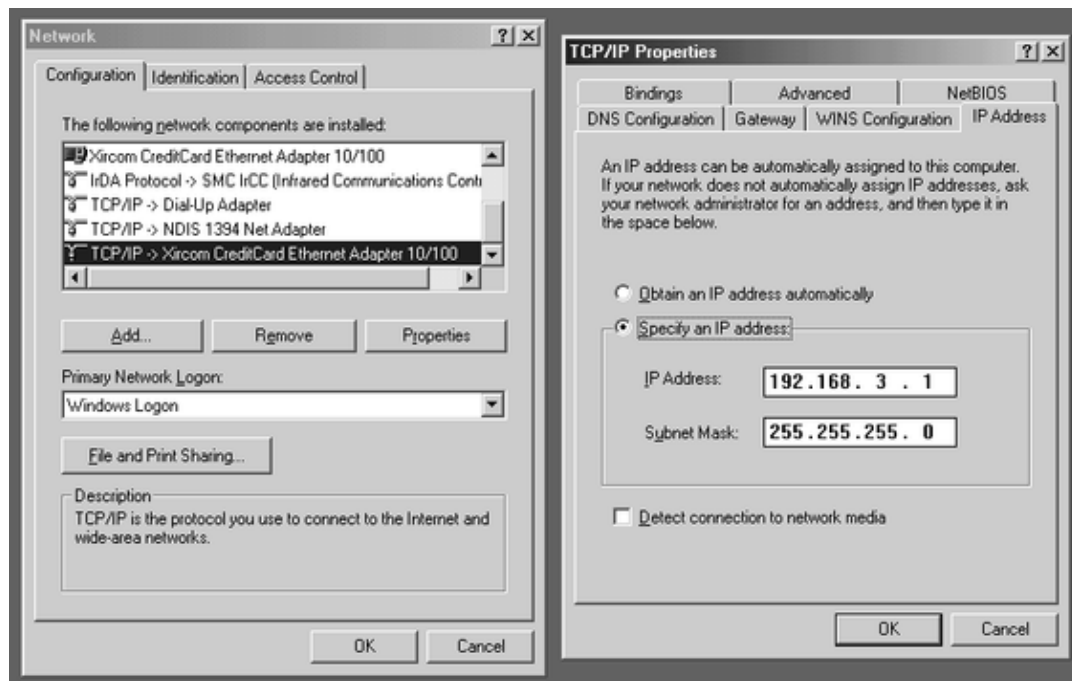 Network
Configuration Identification Access Control
The following network components are installed:
Xircom CreditCard Ethernet Adapter 10/100
IrDA Protocol -> SMC IrCC (Infrared Communications Contr
TCP/IP -> Dial-Up Adapter
TCP/IP -> NDIS 1394 Net Adapter
TCP/IP -> Xircom CreditCard Ethernet Adapter 10/100
Add... Remove Properties
Primary Network Logon:
Windows Logon
File and Print Sharing...
Description
TCP/IP is the protocol you use to connect to the Internet and
wide-area networks.
OK Cancel
TCP/IP Properties
Bindings Advanced NetBIOS
DNS Configuration Gateway WINS Configuration IP Address
An IP address can be automatically assigned to this computer.
If your network does not automatically assign IP addresses, ask
your network administrator for an address, and then type it in
the space below.
Obtain an IP address automatically
Specify an IP address:
IP Address: 192.168. 3 . 1
Subnet Mask: 255.255.255. 0
Detect connection to network media
OK Cancel